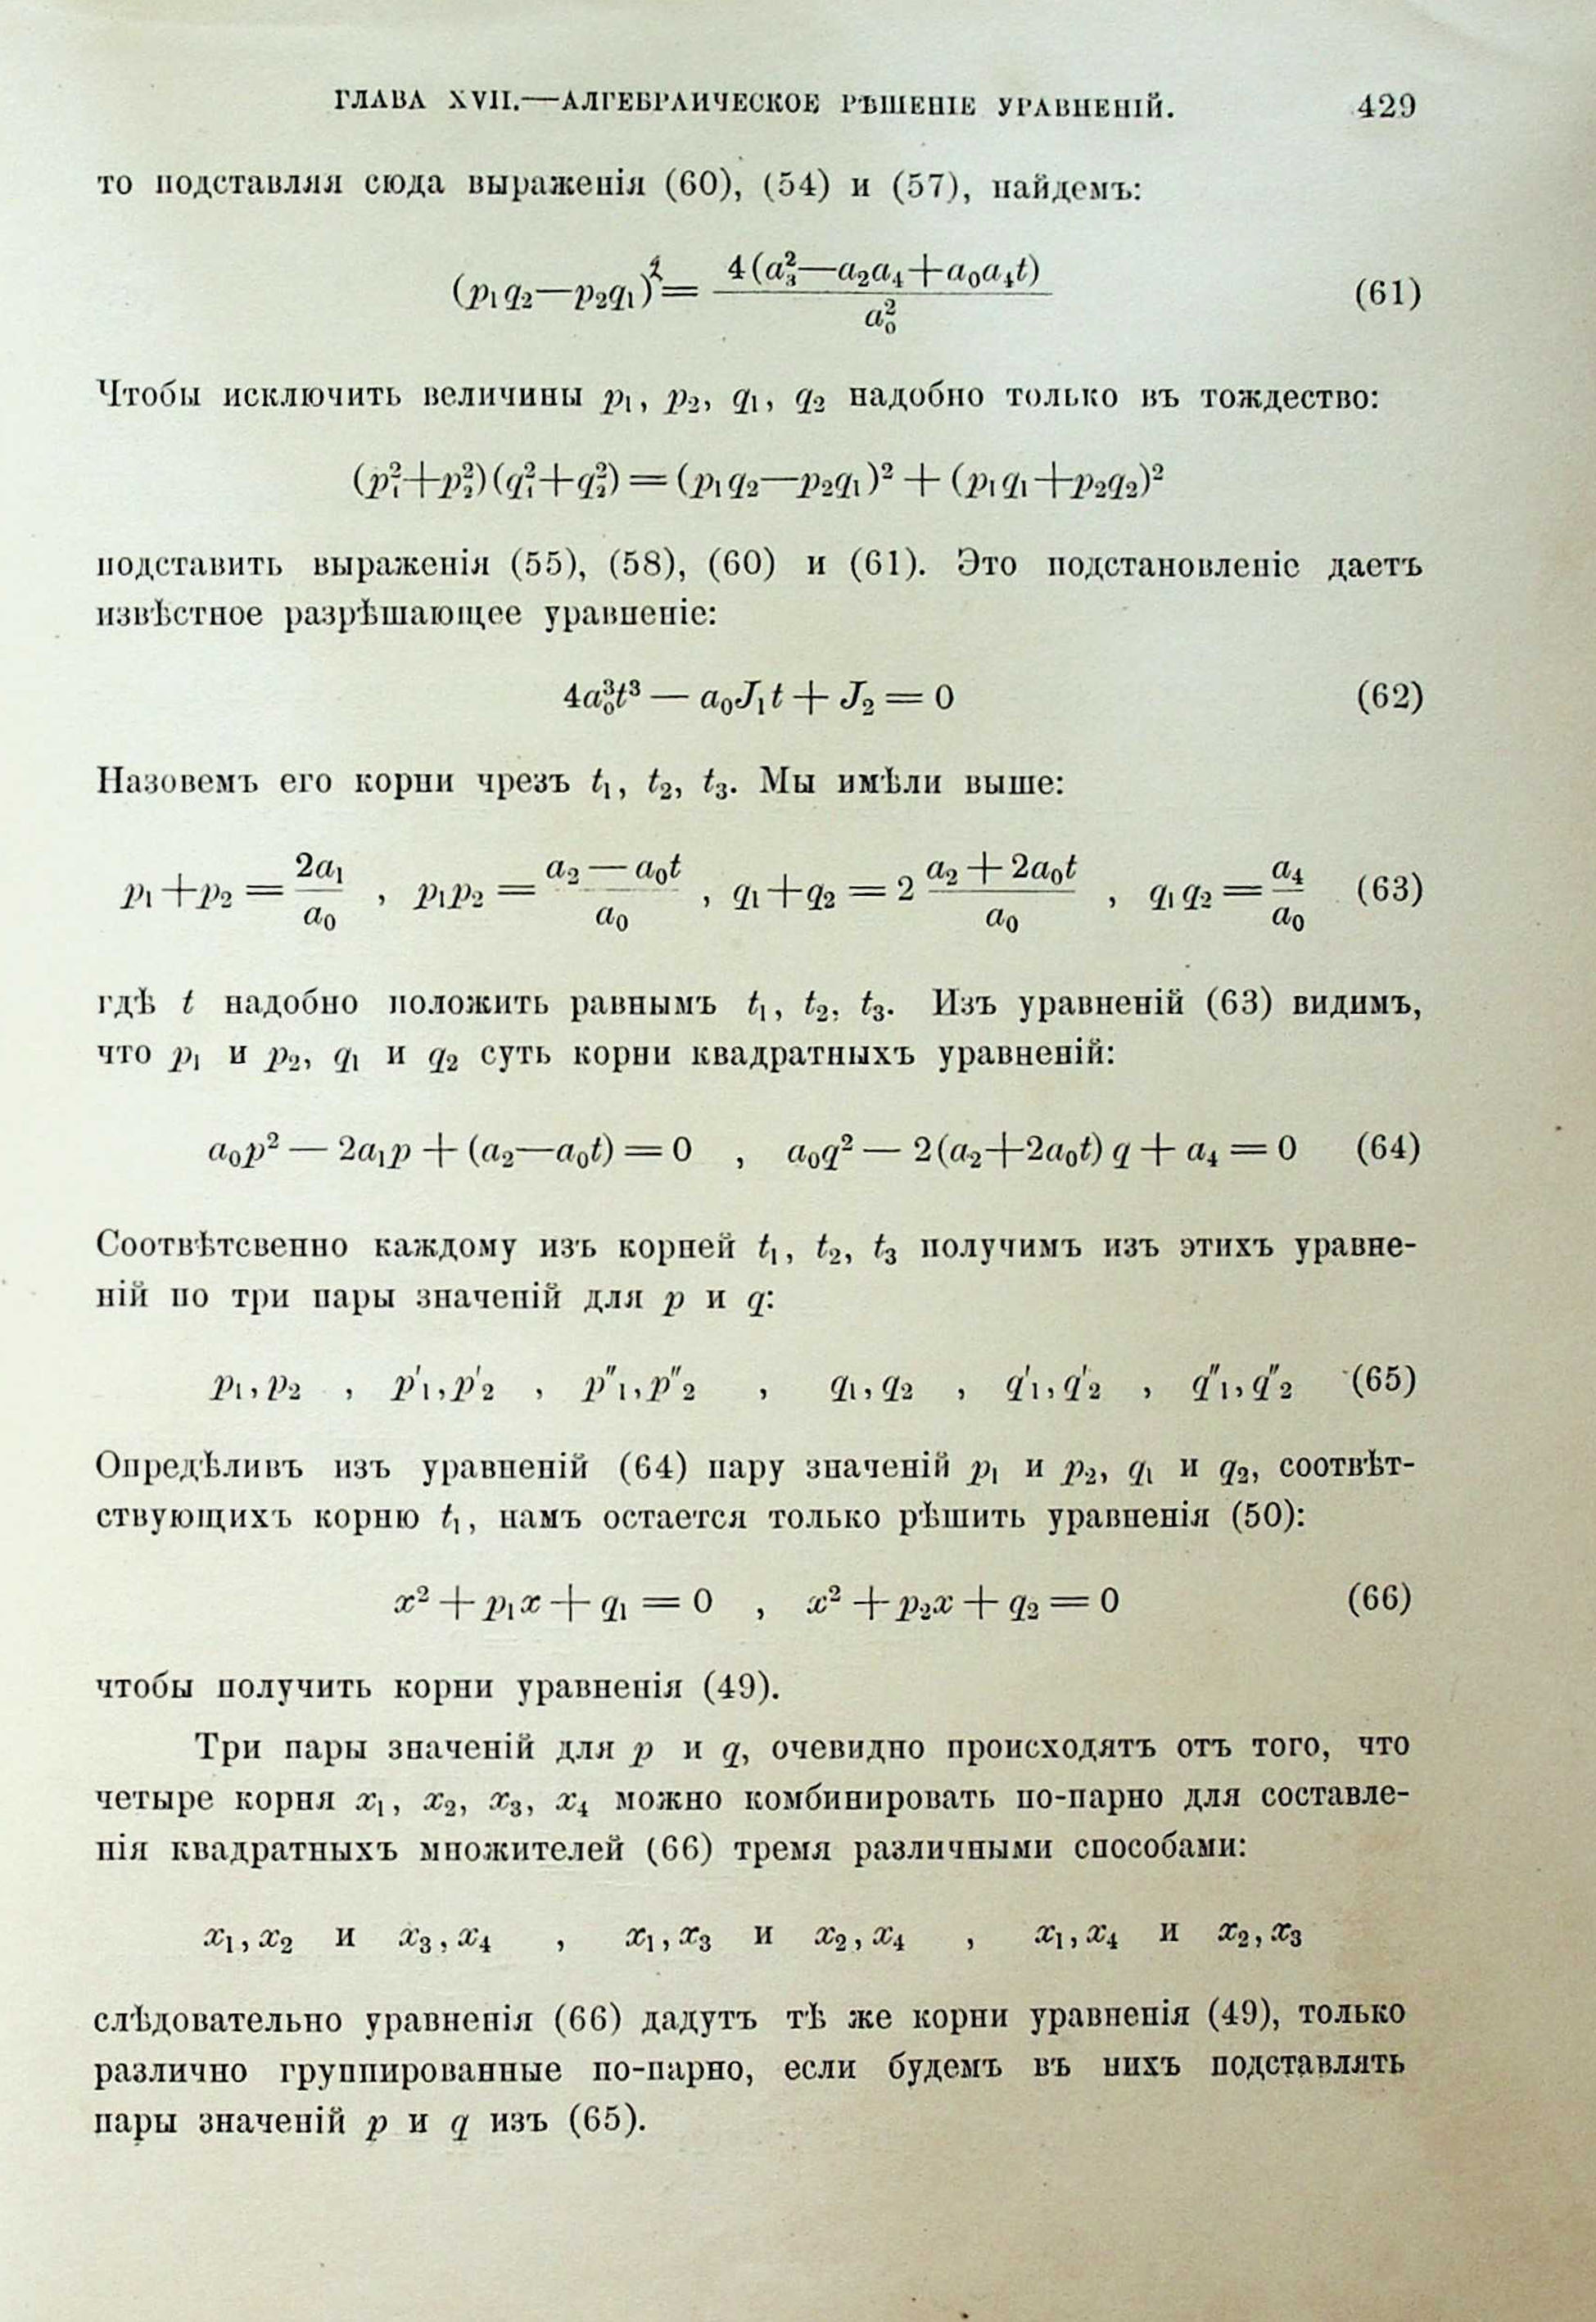 ГЛАВА XVII.—АЛГЕБРАИЧЕСКОЕ РѢШЕНІЕ УРАВНЕНІЙ. 429
то подставляя сюда выраженія (60), (54) и (57), найдемъ:
(p₁q₂—p₂q₁)² = 4(a₃²—a₂a₄+a₀a₄t) / a₀² (61)
Чтобы исключить величины p₁, p₂, q₁, q₂ надобно только въ тождество:
(p₁²+p₂²)(q₁²+q₂²) = (p₁q₂—p₂q₁)² + (p₁q₁+p₂q₂)²
подставить выраженія (55), (58), (60) и (61). Это подстановленіе даетъ
извѣстное разрѣшающее уравненіе:
4a₀³t³ — a₀J₁t + J₂ = 0 (62)
Назовемъ его корни чрезъ t₁, t₂, t₃. Мы имѣли выше:
p₁+p₂ = 2a₁/a₀ , p₁p₂ = (a₂ — a₀t)/a₀ , q₁+q₂ = 2 (a₂ + 2a₀t)/a₀ , q₁q₂ = a₄/a₀ (63)
гдѣ t надобно положить равнымъ t₁, t₂, t₃. Изъ уравненій (63) видимъ,
что p₁ и p₂, q₁ и q₂ суть корни квадратныхъ уравненій:
a₀p² — 2a₁p + (a₂—a₀t) = 0 , a₀q² — 2(a₂+2a₀t) q + a₄ = 0 (64)
Соотвѣтсвенно каждому изъ корней t₁, t₂, t₃ получимъ изъ этихъ уравне-
ній по три пары значеній для p и q:
p₁, p₂ , p'₁, p'₂ , p"₁, p"₂ , q₁, q₂ , q'₁, q'₂ , q"₁, q"₂ (65)
Опредѣливъ изъ уравненій (64) пару значеній p₁ и p₂, q₁ и q₂, соотвѣт-
ствующихъ корню t₁, намъ остается только рѣшить уравненія (50):
x² + p₁x + q₁ = 0 , x² + p₂x + q₂ = 0 (66)
чтобы получить корни уравненія (49).
Три пары значеній для p и q, очевидно происходятъ отъ того, что
четыре корня x₁, x₂, x₃, x₄ можно комбинировать по-парно для составле-
нія квадратныхъ множителей (66) тремя различными способами:
x₁, x₂ и x₃, x₄ , x₁, x₃ и x₂, x₄ , x₁, x₄ и x₂, x₃
слѣдовательно уравненія (66) дадутъ тѣ же корни уравненія (49), только
различно группированные по-парно, если будемъ въ нихъ подставлять
пары значеній p и q изъ (65).